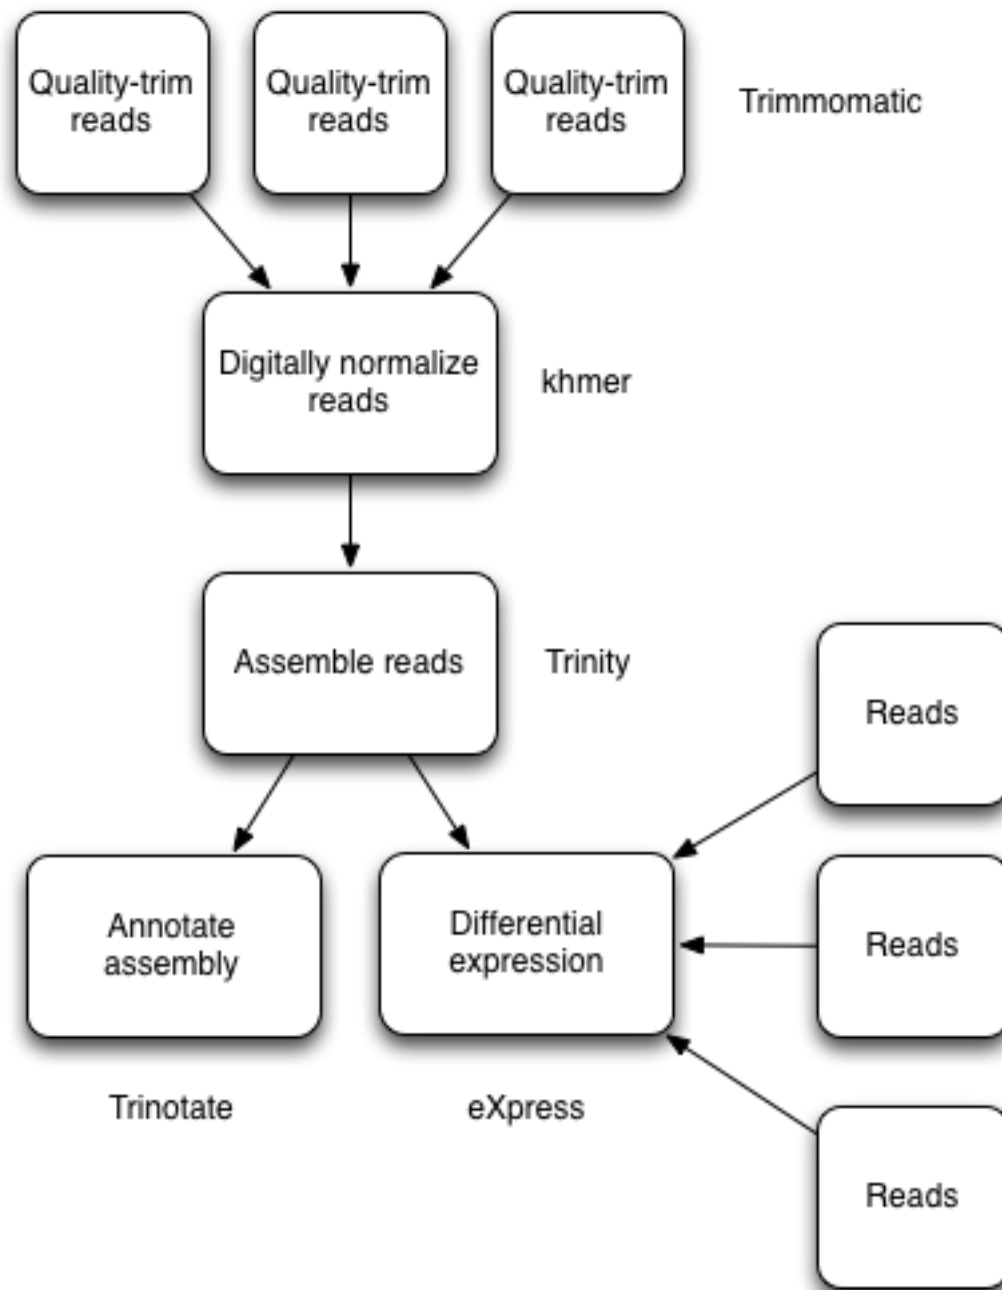 Quality-trim
reads
Quality-trim
reads
Quality-trim
reads
Trimmomatic
Digitally normalize
reads
khmer
Assemble reads
Trinity
Reads
Annotate
assembly
Differential
expression
Reads
Trinotate
eXpress
Reads